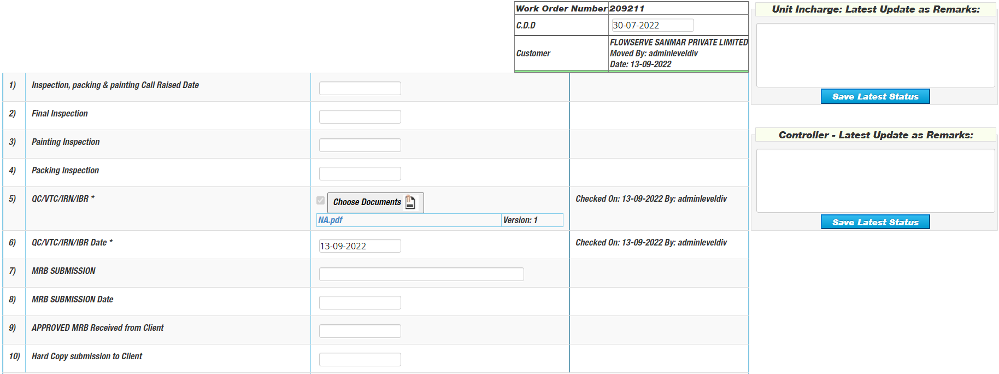 Work Order Number 209211
C.D.D 30-07-2022
Customer
FLOWSERVE SANMAR PRIVATE LIMITED
Moved By: adminleveldiv
Date: 13-09-2022
Unit Incharge: Latest Update as Remarks:
Save Latest Status
Controller - Latest Update as Remarks:
Save Latest Status
1) Inspection, packing & painting Call Raised Date
2) Final Inspection
3) Painting Inspection
4) Packing Inspection
5) QC/VTC/IRN/IBR * Choose Documents Checked On: 13-09-2022 By: adminleveldiv
NA.pdf Version: 1
6) QC/VTC/IRN/IBR Date * 13-09-2022 Checked On: 13-09-2022 By: adminleveldiv
7) MRB SUBMISSION
8) MRB SUBMISSION Date
9) APPROVED MRB Received from Client
10) Hard Copy submission to Client